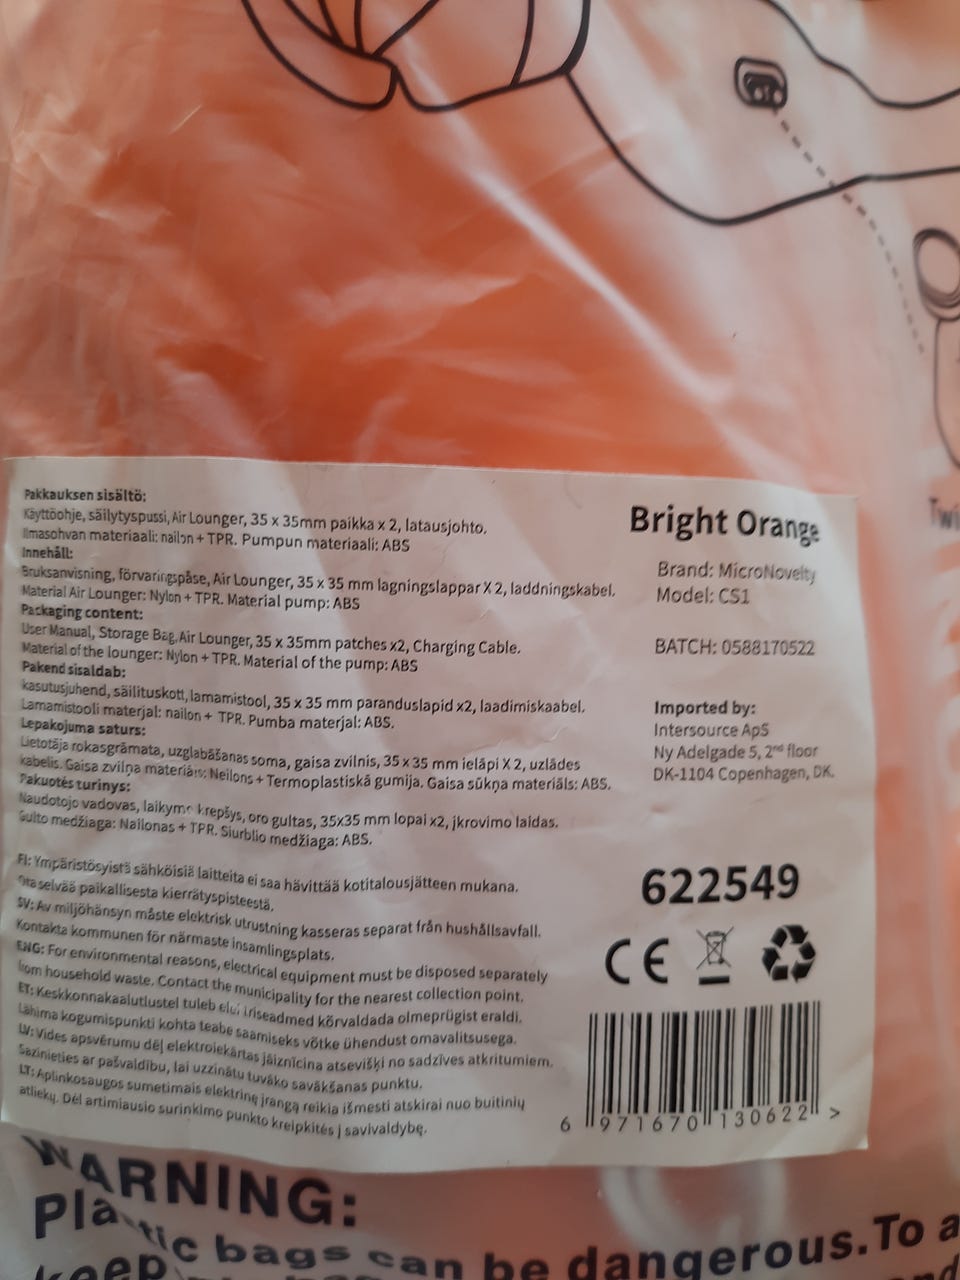 Pakkauksen sisältö:
Käyttöohje, säilytyspussi, Air Lounger, 35 x 35mm paikka x 2, latausjohto.
Ilmasohvan materiaali: nailon + TPR. Pumpun materiaali: ABS
Innehåll:
Bruksanvisning, förvaringspåse, Air Lounger, 35 x 35 mm lagningslappar X 2, laddningskabel.
Material Air Lounger: Nylon + TPR. Material pump: ABS
Packaging content:
User Manual, Storage Bag, Air Lounger, 35 x 35mm patches x2, Charging Cable.
Material of the lounger: Nylon + TPR. Material of the pump: ABS
Pakend sisaldab:
kasutusjuhend, säilituskott, lamamistool, 35 x 35 mm paranduslapid x2, laadimiskaabel.
Lamamistooli materjal: nailon + TPR. Pumba materjal: ABS.
Lepakojuma saturs:
Lietotāja rokasgrāmata, uzglabāšanas soma, gaisa zvilnis, 35 x 35 mm ielāpi X 2, uzlādes
kabelis. Gaisa zviļņa materiāls: Neilons + Termoplastiskā gumija. Gaisa sūkņa materiāls: ABS.
Pakuotės turinys:
Naudotojo vadovas, laikymo krepšys, oro gultas, 35x35 mm lopai x2, įkrovimo laidas.
Gulto medžiaga: Nailonas + TPR. Siurblio medžiaga: ABS.
FI: Ympäristösyistä sähköisiä laitteita ei saa hävittää kotitalousjätteen mukana.
Ota selvää paikallisesta kierrätyspisteestä.
SV: Av miljöhänsyn måste elektrisk utrustning kasseras separat från hushållsavfall.
Kontakta kommunen för närmaste insamlingsplats.
ENG: For environmental reasons, electrical equipment must be disposed separately
from household waste. Contact the municipality for the nearest collection point.
ET: Keskkonnakaalutlustel tuleb elektriseadmed kõrvaldada olmeprügist eraldi.
Lähima kogumispunkti kohta teabe saamiseks võtke ühendust omavalitsusega.
LV: Vides apsvērumu dēļ elektroiekārtas jāiznīcina atsevišķi no sadzīves atkritumiem.
Sazinieties ar pašvaldību, lai uzzinātu tuvāko savākšanas punktu.
LT: Aplinkosaugos sumetimais elektrinę įrangą reikia išmesti atskirai nuo buitinių
atliekų. Dėl artimiausio surinkimo punkto kreipkitės į savivaldybę.
Bright Orange
Brand: MicroNovelty
Model: CS1
BATCH: 0588170522
Imported by:
Intersource ApS
Ny Adelgade 5, 2nd floor
DK-1104 Copenhagen, DK.
622549
CE
6 971670 130622 >
WARNING:
Plastic bags can be dangerous. To a
keep